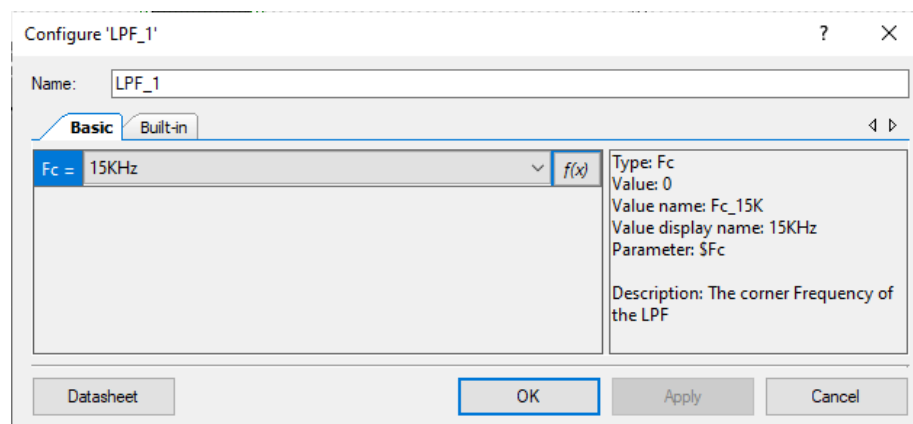 Configure 'LPF_1'
?
Name:
LPF_1
Basic
Built-in
Fc =
15KHz
f(x)
Type: Fc
Value: 0
Value name: Fc_15K
Value display name: 15KHz
Parameter: $Fc
Description: The corner Frequency of
the LPF
Datasheet
OK
Apply
Cancel